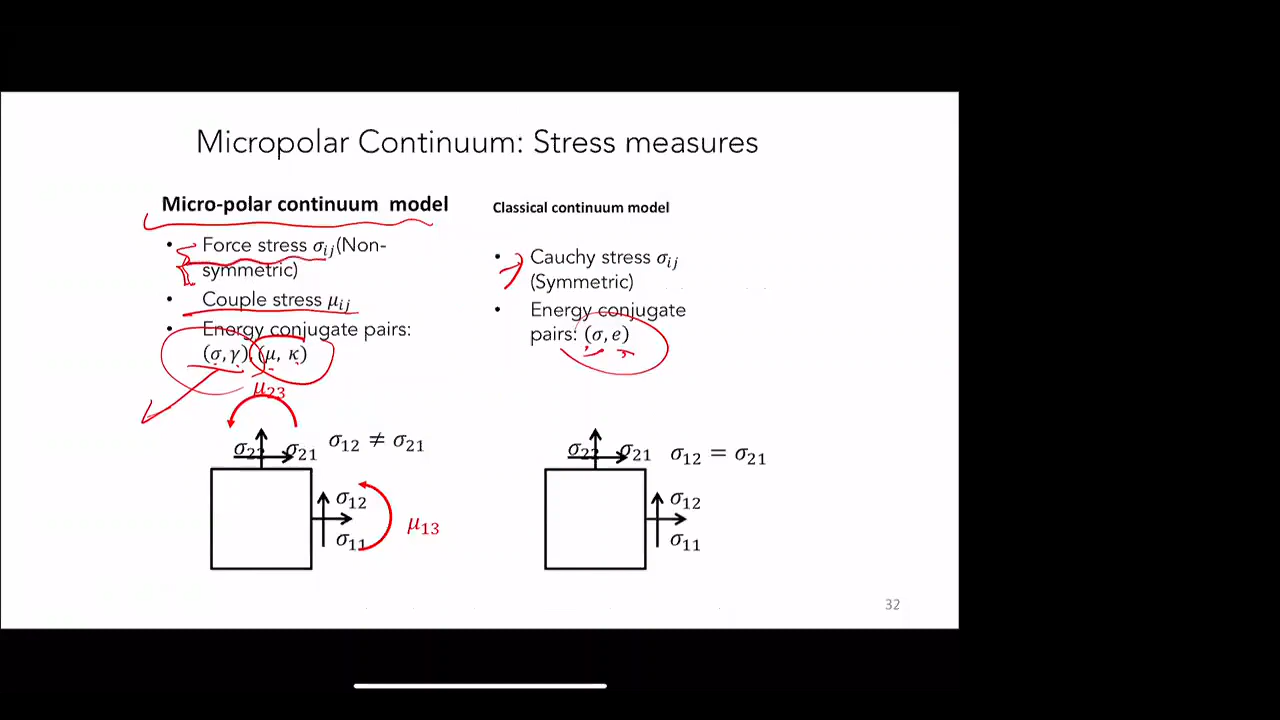 Micropolar Continuum: Stress measures
Micro-polar continuum model
• Force stress σᵢⱼ(Non-
symmetric)
• Couple stress μᵢⱼ
• Energy conjugate pairs:
(σ, γ), (μ, κ)
μ₂₃
σ₂₂ σ₂₁ σ₁₂ ≠ σ₂₁
σ₁₂
μ₁₃
σ₁₁
Classical continuum model
• Cauchy stress σᵢⱼ
(Symmetric)
• Energy conjugate
pairs: (σ, e)
σ₂₂ σ₂₁ σ₁₂ = σ₂₁
σ₁₂
σ₁₁
32